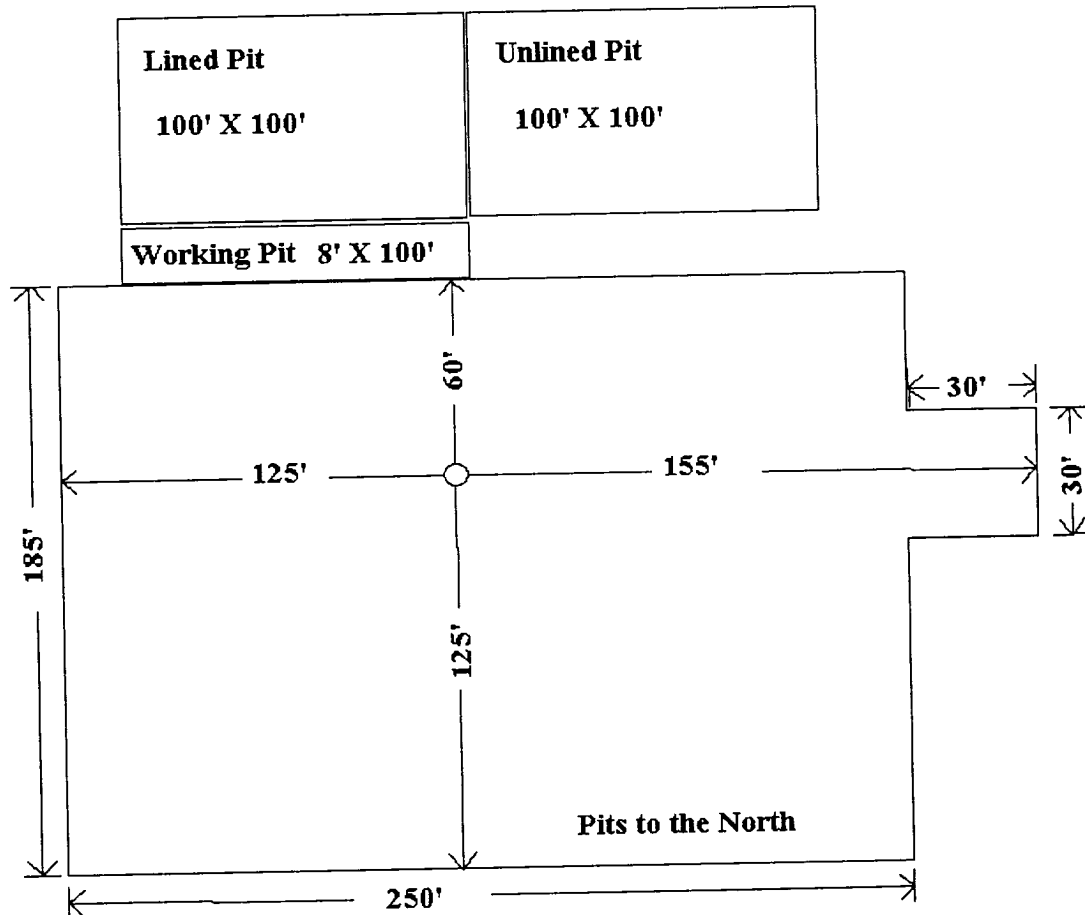 Lined Pit
100' X 100'
Unlined Pit
100' X 100'
Working Pit 8' X 100'
60'
30'
125'
155'
30'
185'
125'
Pits to the North
250'